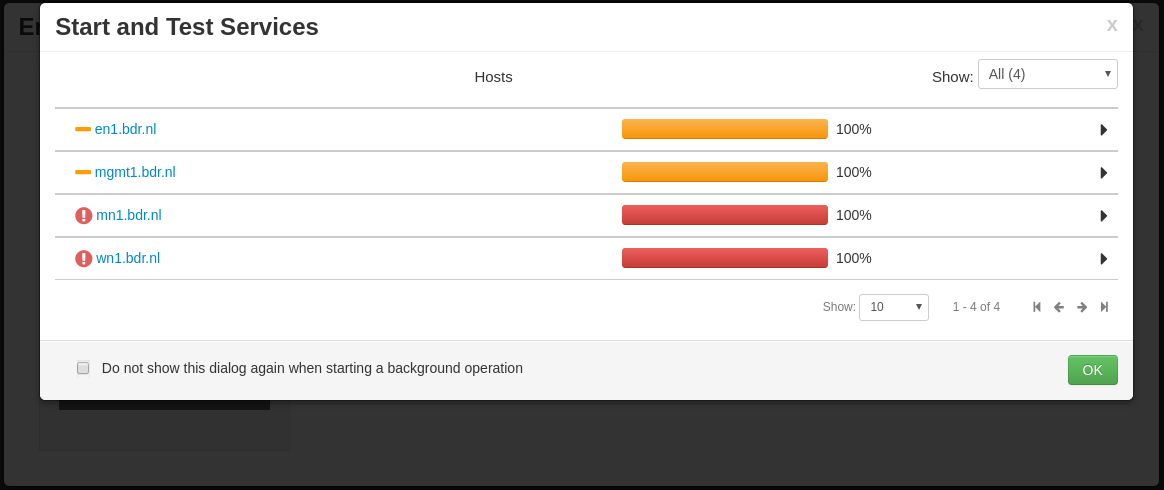 En
Start and Test Services
x
x
Hosts
Show: All (4)
en1.bdr.nl 100%
mgmt1.bdr.nl 100%
mn1.bdr.nl 100%
wn1.bdr.nl 100%
Show: 10 1 - 4 of 4
Do not show this dialog again when starting a background operation
OK